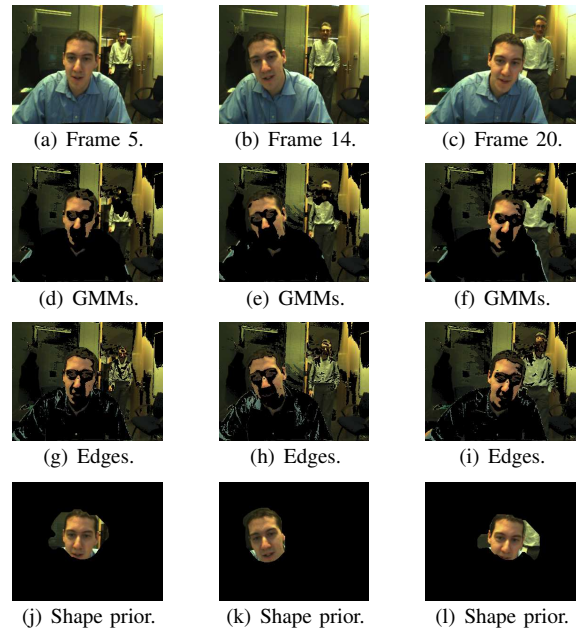 (a) Frame 5.
(b) Frame 14.
(c) Frame 20.
(d) GMMs.
(e) GMMs.
(f) GMMs.
(g) Edges.
(h) Edges.
(i) Edges.
(j) Shape prior.
(k) Shape prior.
(l) Shape prior.